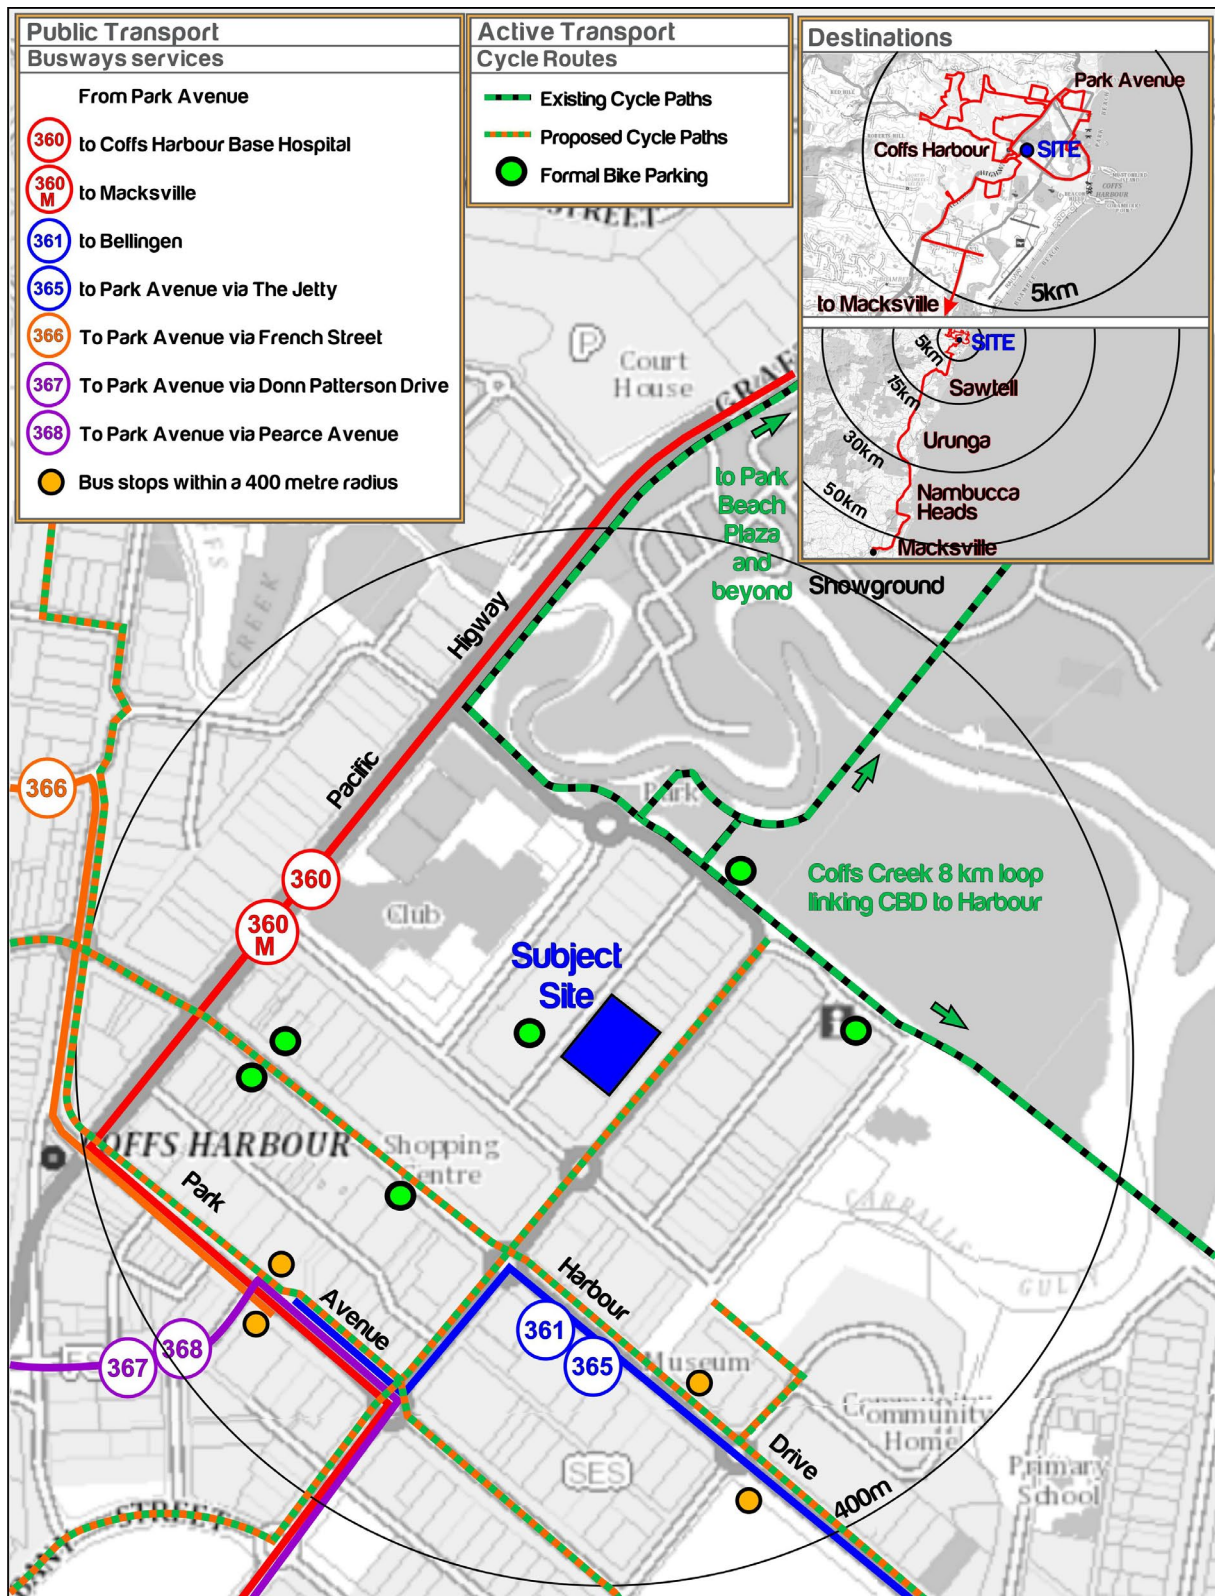 Public Transport
Busways services
From Park Avenue
360 to Coffs Harbour Base Hospital
360 M to Macksville
361 to Bellingen
365 to Park Avenue via The Jetty
366 To Park Avenue via French Street
367 To Park Avenue via Donn Patterson Drive
368 To Park Avenue via Pearce Avenue
Bus stops within a 400 metre radius
Active Transport
Cycle Routes
Existing Cycle Paths
Proposed Cycle Paths
Formal Bike Parking
Destinations
Park Avenue
Coffs Harbour
SITE
COFFS
HARBOUR
5km
to Macksville
5km
SITE
15km
Sawtell
Urunga
30km
Nambucca
Heads
50km
Macksville
STREET
P
Court
House
to Park
Beach
Plaza
and
beyond
Showground
CREEK
Higway
Pacific
366
Park
360
360
M
Club
Coffs Creek 8 km loop
linking CBD to Harbour
Subject
Site
i
OFFS HARBOUR
Shopping
Centre
Park
Avenue
Harbour
GULLY
361
365
367
368
Museum
Community
Home
Drive
SES
400m
Primary
School
STREET